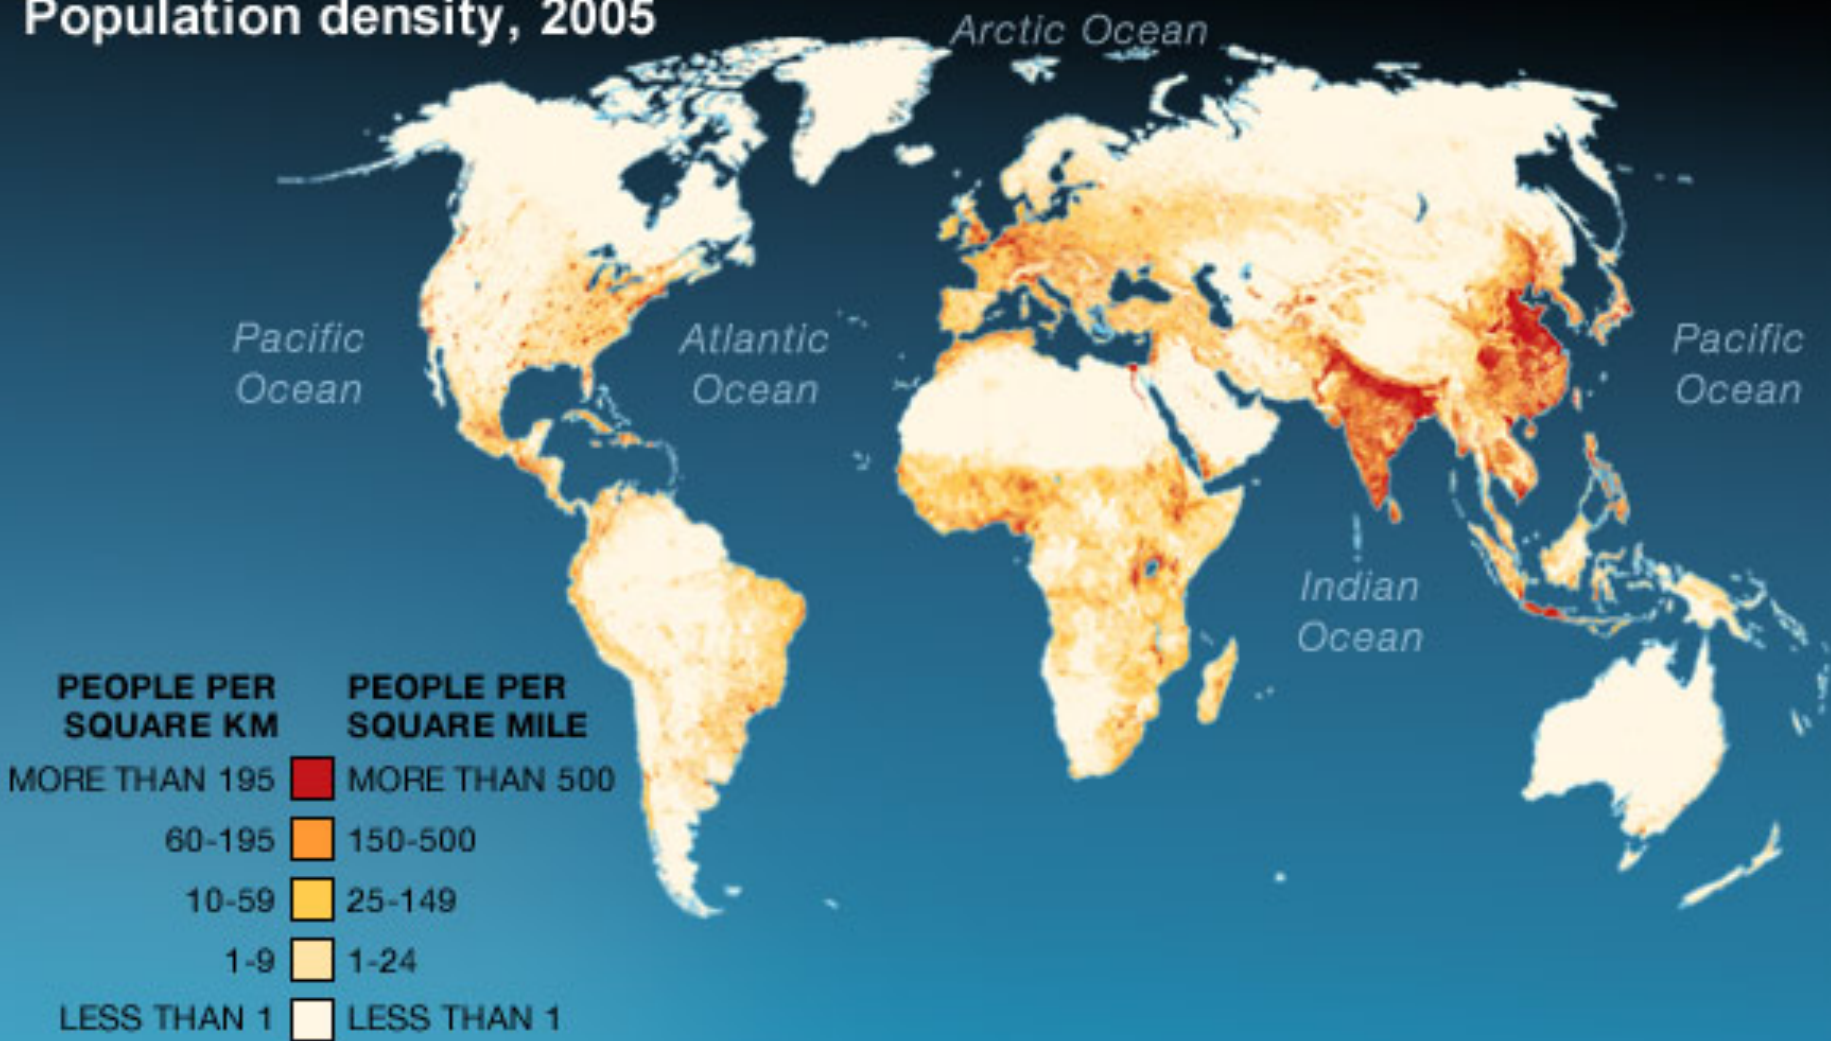 Population density, 2005
Arctic Ocean
Pacific
Ocean
Atlantic
Ocean
Pacific
Ocean
Indian
Ocean
PEOPLE PER
SQUARE KM
PEOPLE PER
SQUARE MILE
MORE THAN 195
MORE THAN 500
60-195
150-500
10-59
25-149
1-9
1-24
LESS THAN 1
LESS THAN 1